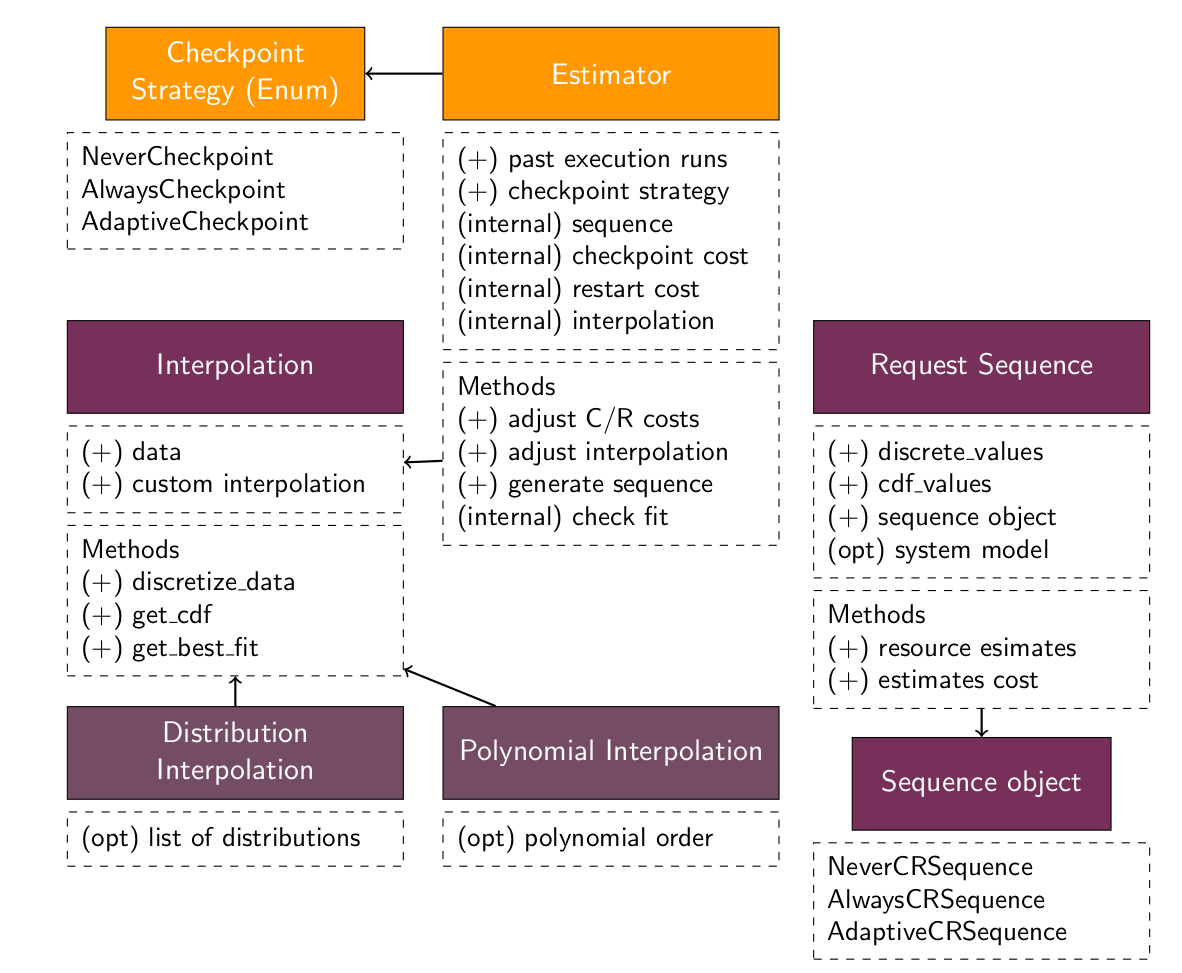 Checkpoint
Strategy (Enum)
NeverCheckpoint
AlwaysCheckpoint
AdaptiveCheckpoint
Estimator
(+) past execution runs
(+) checkpoint strategy
(internal) sequence
(internal) checkpoint cost
(internal) restart cost
(internal) interpolation
Methods
(+) adjust C/R costs
(+) adjust interpolation
(+) generate sequence
(internal) check fit
Interpolation
(+) data
(+) custom interpolation
Methods
(+) discretize_data
(+) get_cdf
(+) get_best_fit
Distribution
Interpolation
(opt) list of distributions
Polynomial Interpolation
(opt) polynomial order
Request Sequence
(+) discrete_values
(+) cdf_values
(+) sequence object
(opt) system model
Methods
(+) resource esimates
(+) estimates cost
Sequence object
NeverCRSequence
AlwaysCRSequence
AdaptiveCRSequence